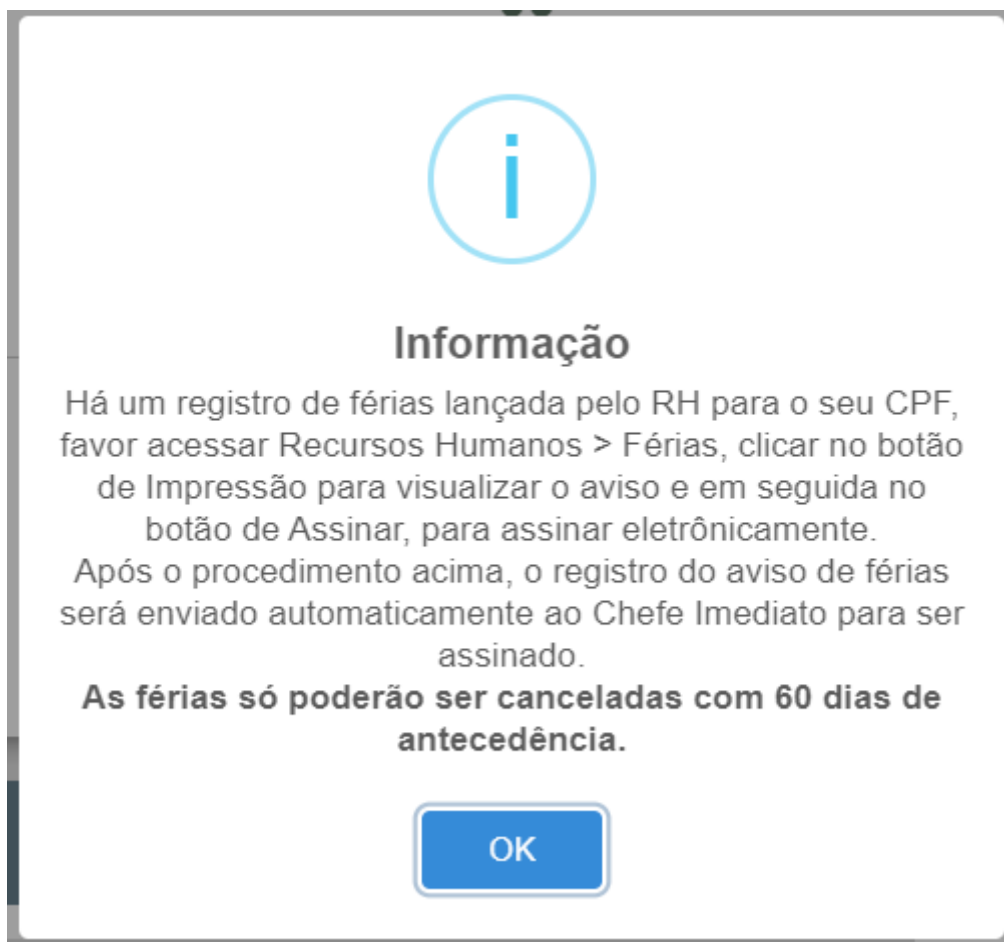 i
Informação
Há um registro de férias lançada pelo RH para o seu CPF,
favor acessar Recursos Humanos > Férias, clicar no botão
de Impressão para visualizar o aviso e em seguida no
botão de Assinar, para assinar eletrônicamente.
Após o procedimento acima, o registro do aviso de férias
será enviado automaticamente ao Chefe Imediato para ser
assinado.
As férias só poderão ser canceladas com 60 dias de
antecedência.
OK